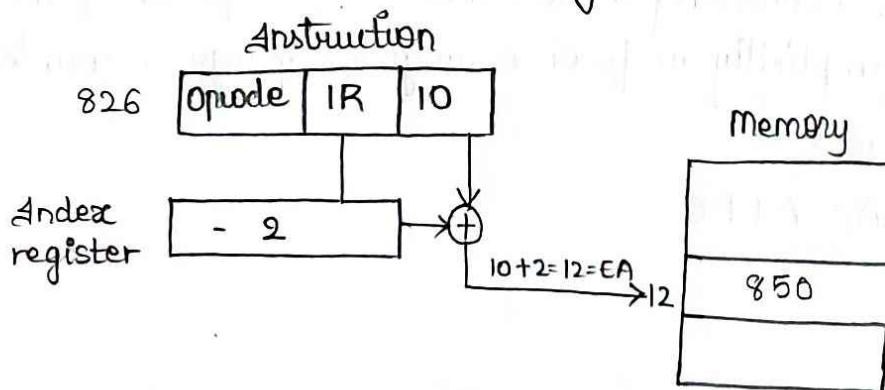 Instruction
826 Opcode IR 10
Memory
Index
register
- 2
+
10+2=12=EA
12
850